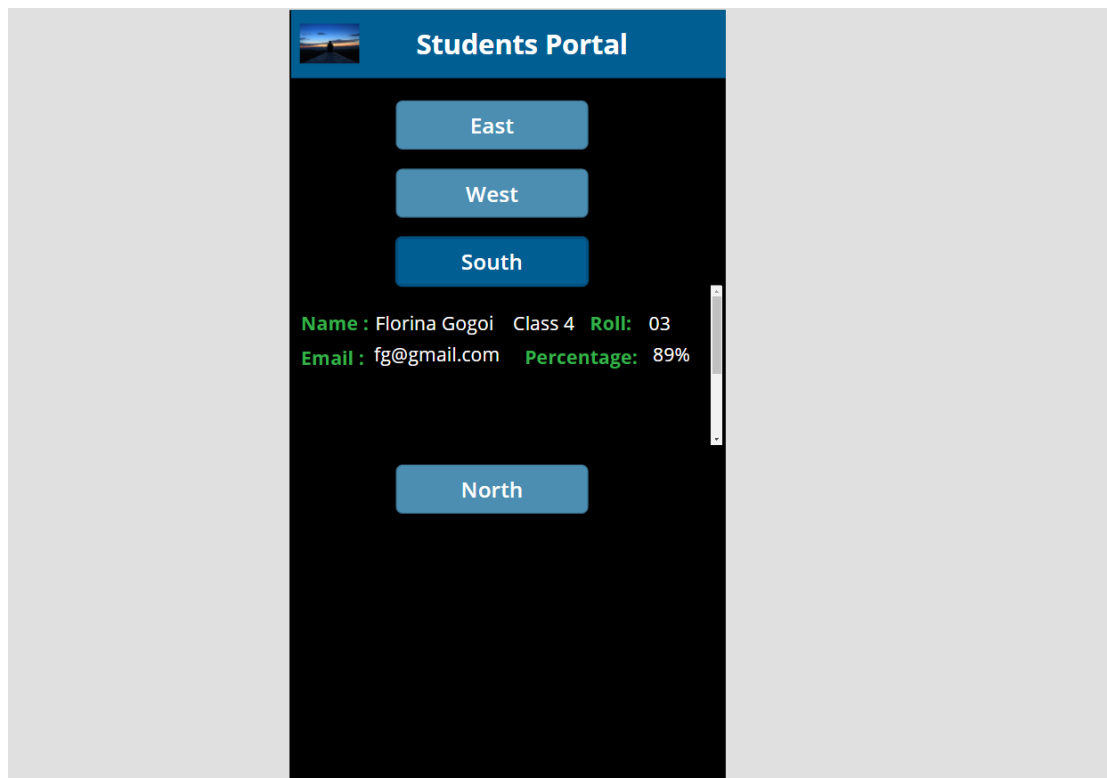 Students Portal
East
West
South
Name : Florina Gogoi Class 4 Roll: 03
Email : fg@gmail.com Percentage: 89%
North